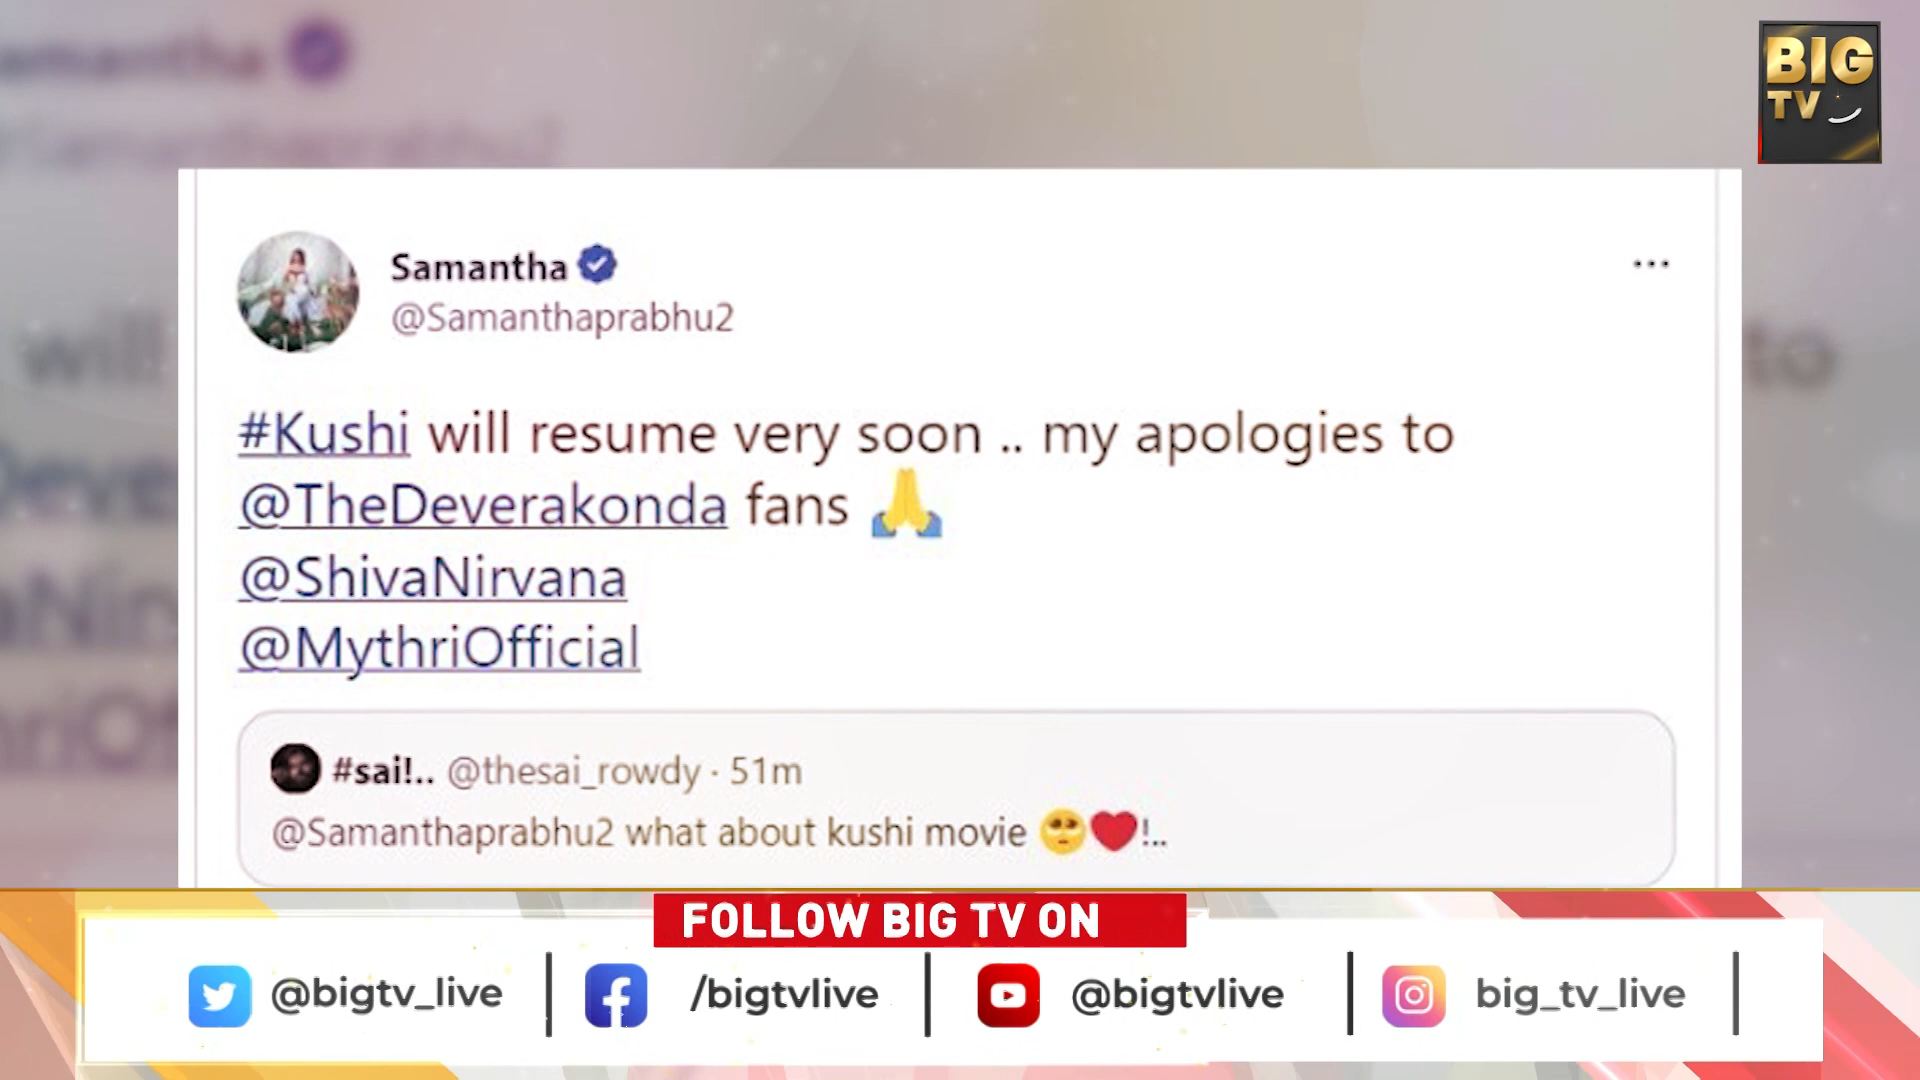 BIG
TV
Samantha
@Samanthaprabhu2
#Kushi will resume very soon .. my apologies to
@TheDeverakonda fans 🙏
@ShivaNirvana
@MythriOfficial
#sai!.. @thesai_rowdy · 51m
@Samanthaprabhu2 what about kushi movie 🥺❤️!..
FOLLOW BIG TV ON
@bigtv_live
/bigtvlive
@bigtvlive
big_tv_live